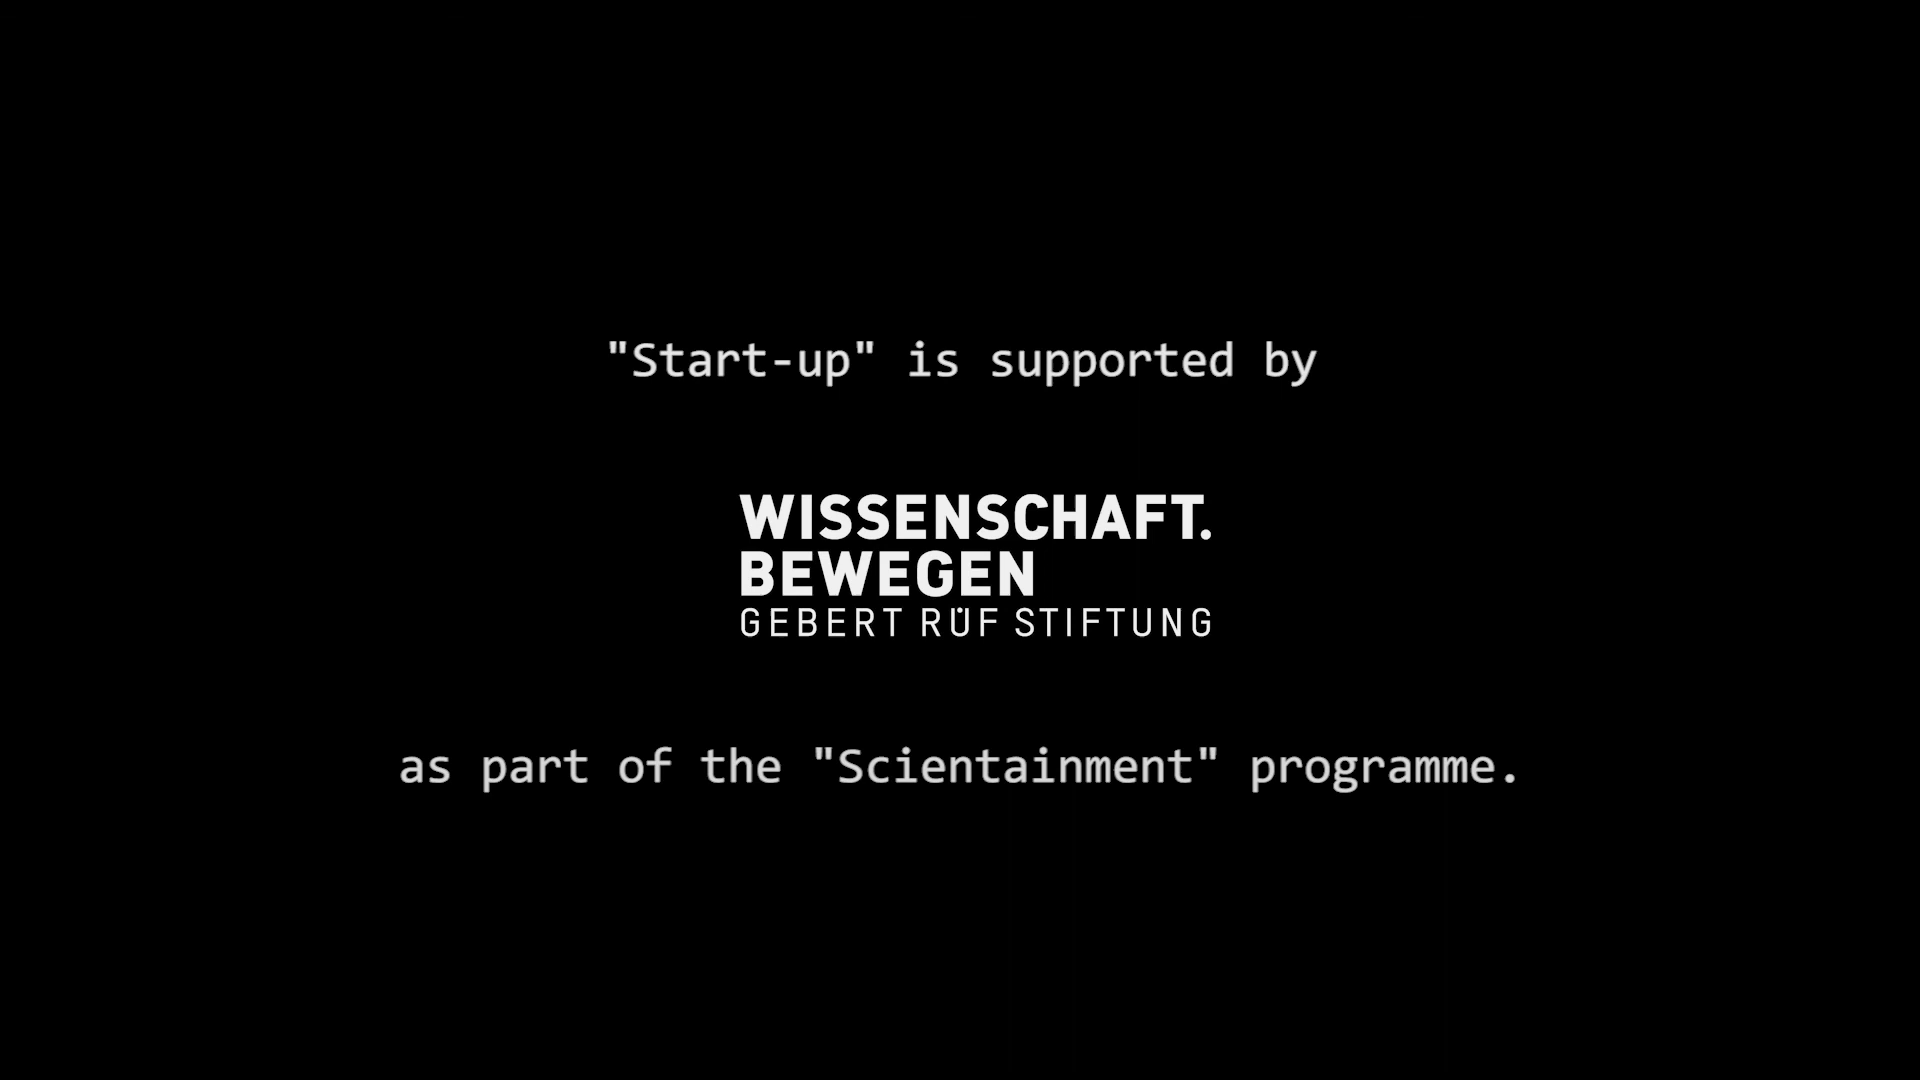 "Start-up" is supported by
WISSENSCHAFT.
BEWEGEN
GEBERT RÜF STIFTUNG
as part of the "Scientainment" programme.